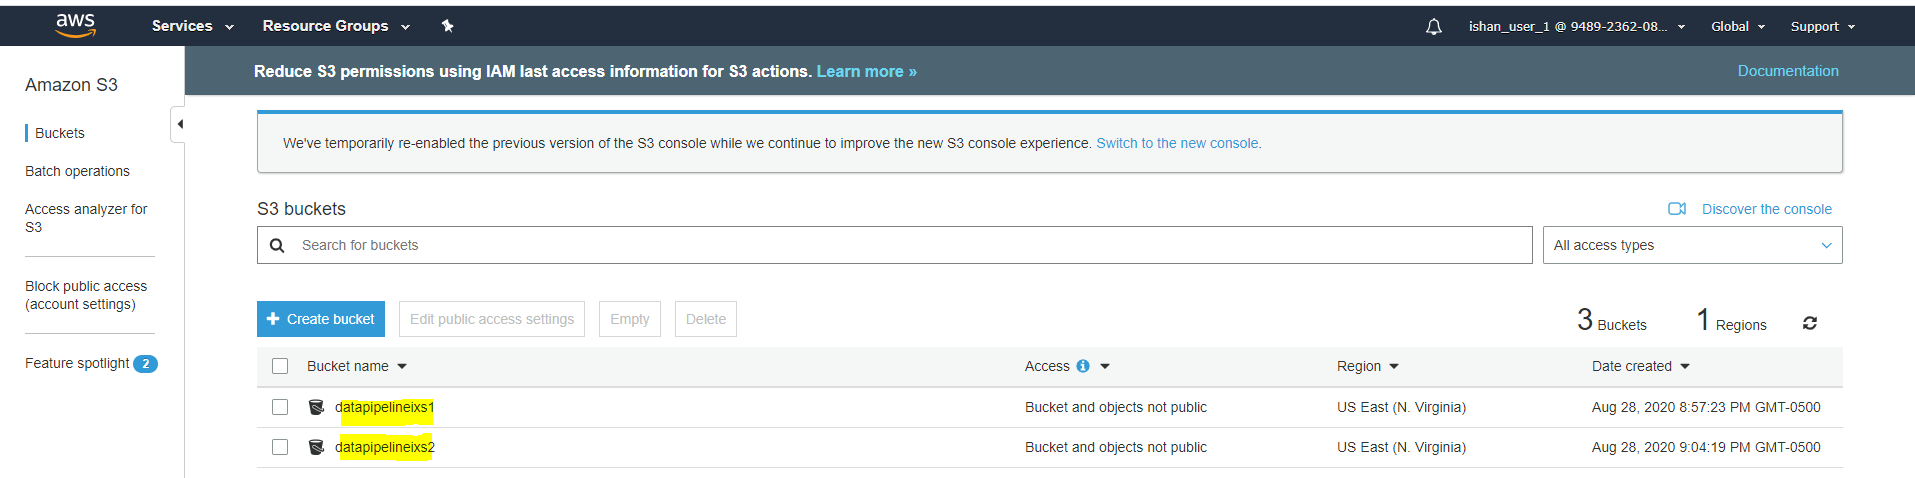 aws Services Resource Groups ishan_user_1 @ 9489-2362-08... Global Support
Reduce S3 permissions using IAM last access information for S3 actions. Learn more » Documentation
Amazon S3
Buckets
Batch operations
Access analyzer for
S3
Block public access
(account settings)
Feature spotlight 2
We've temporarily re-enabled the previous version of the S3 console while we continue to improve the new S3 console experience. Switch to the new console.
S3 buckets Discover the console
Search for buckets All access types
Create bucket Edit public access settings Empty Delete 3 Buckets 1 Regions
Bucket name Access Region Date created
datapipelineixs1 Bucket and objects not public US East (N. Virginia) Aug 28, 2020 8:57:23 PM GMT-0500
datapipelineixs2 Bucket and objects not public US East (N. Virginia) Aug 28, 2020 9:04:19 PM GMT-0500